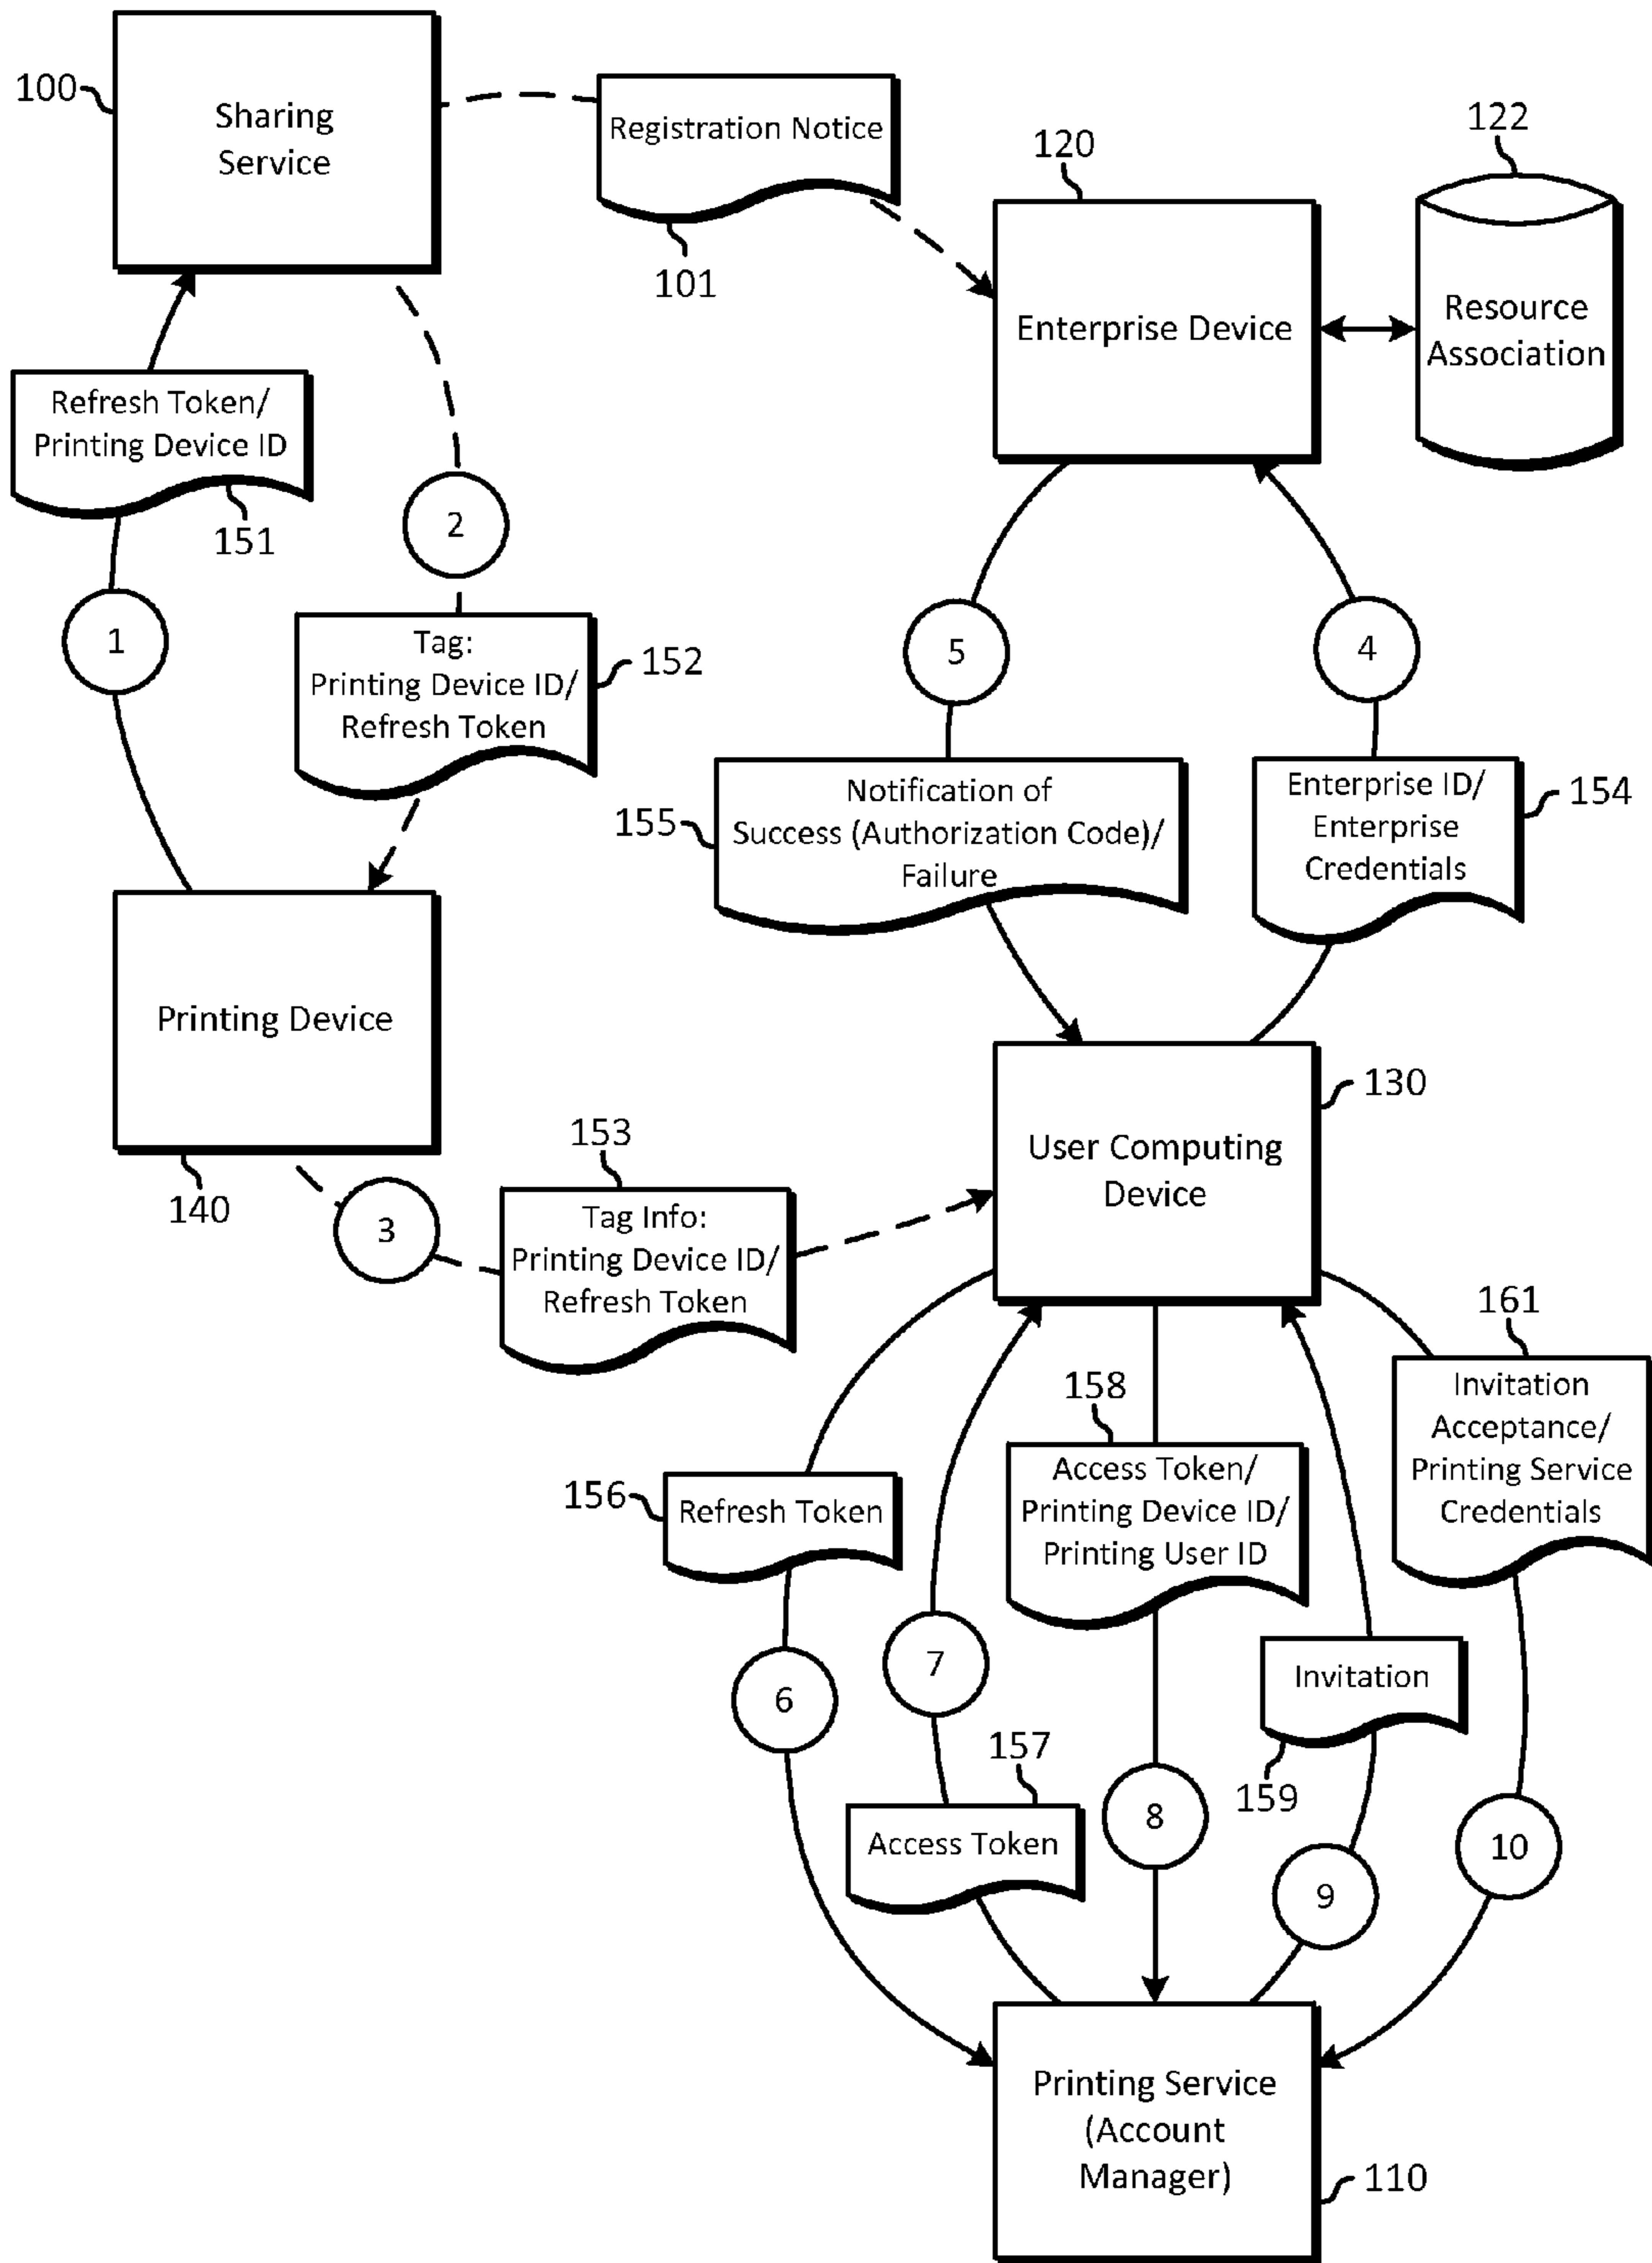 100
Sharing
Service
Registration Notice
101
120
122
Enterprise Device
Resource
Association
Refresh Token/
Printing Device ID
151
1
2
Tag:
Printing Device ID/
Refresh Token
152
5
4
155
Notification of
Success (Authorization Code)/
Failure
Enterprise ID/
Enterprise
Credentials
154
Printing Device
140
3
153
Tag Info:
Printing Device ID/
Refresh Token
130
User Computing
Device
156
Refresh Token
6
7
157
Access Token
158
Access Token/
Printing Device ID/
Printing User ID
8
Invitation
159
9
161
Invitation
Acceptance/
Printing Service
Credentials
10
Printing Service
(Account
Manager)
110